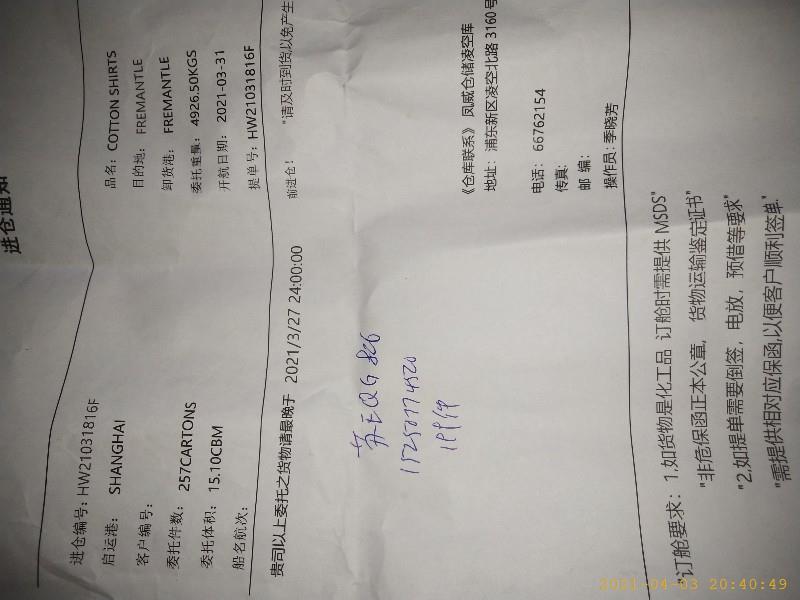 进仓通知
进仓编号：HW21031816F
启运港： SHANGHAI
客户编号：
委托件数： 257CARTONS
委托体积： 15.10CBM
船名航次：
品名： COTTON SHIRTS
目的地： FREMANTLE
卸货港： FREMANTLE
委托重量： 4926.50KGS
开航日期： 2021-03-31
提单号： HW21031816F
贵司以上委托之货物请最晚于 2021/3/27 24:00:00 前进仓！ "请及时到货,以免产生
苏EQG8C6
15250774520
《仓库联系》 凤威仓储凌空库
地址： 浦东新区凌空北路 3160号
电话： 66762154
传真:
邮 编:
操作员: 季晓芳
"订舱要求：1,如货物是化工品 订舱时需提供 MSDS"
"非危保函正本公章， 货物运输鉴定证书"
"2,如提单需要倒签，电放，预借等要求"
"需提供相对应保函,以便客户顺利签单."
2021-04-03 20:40:49